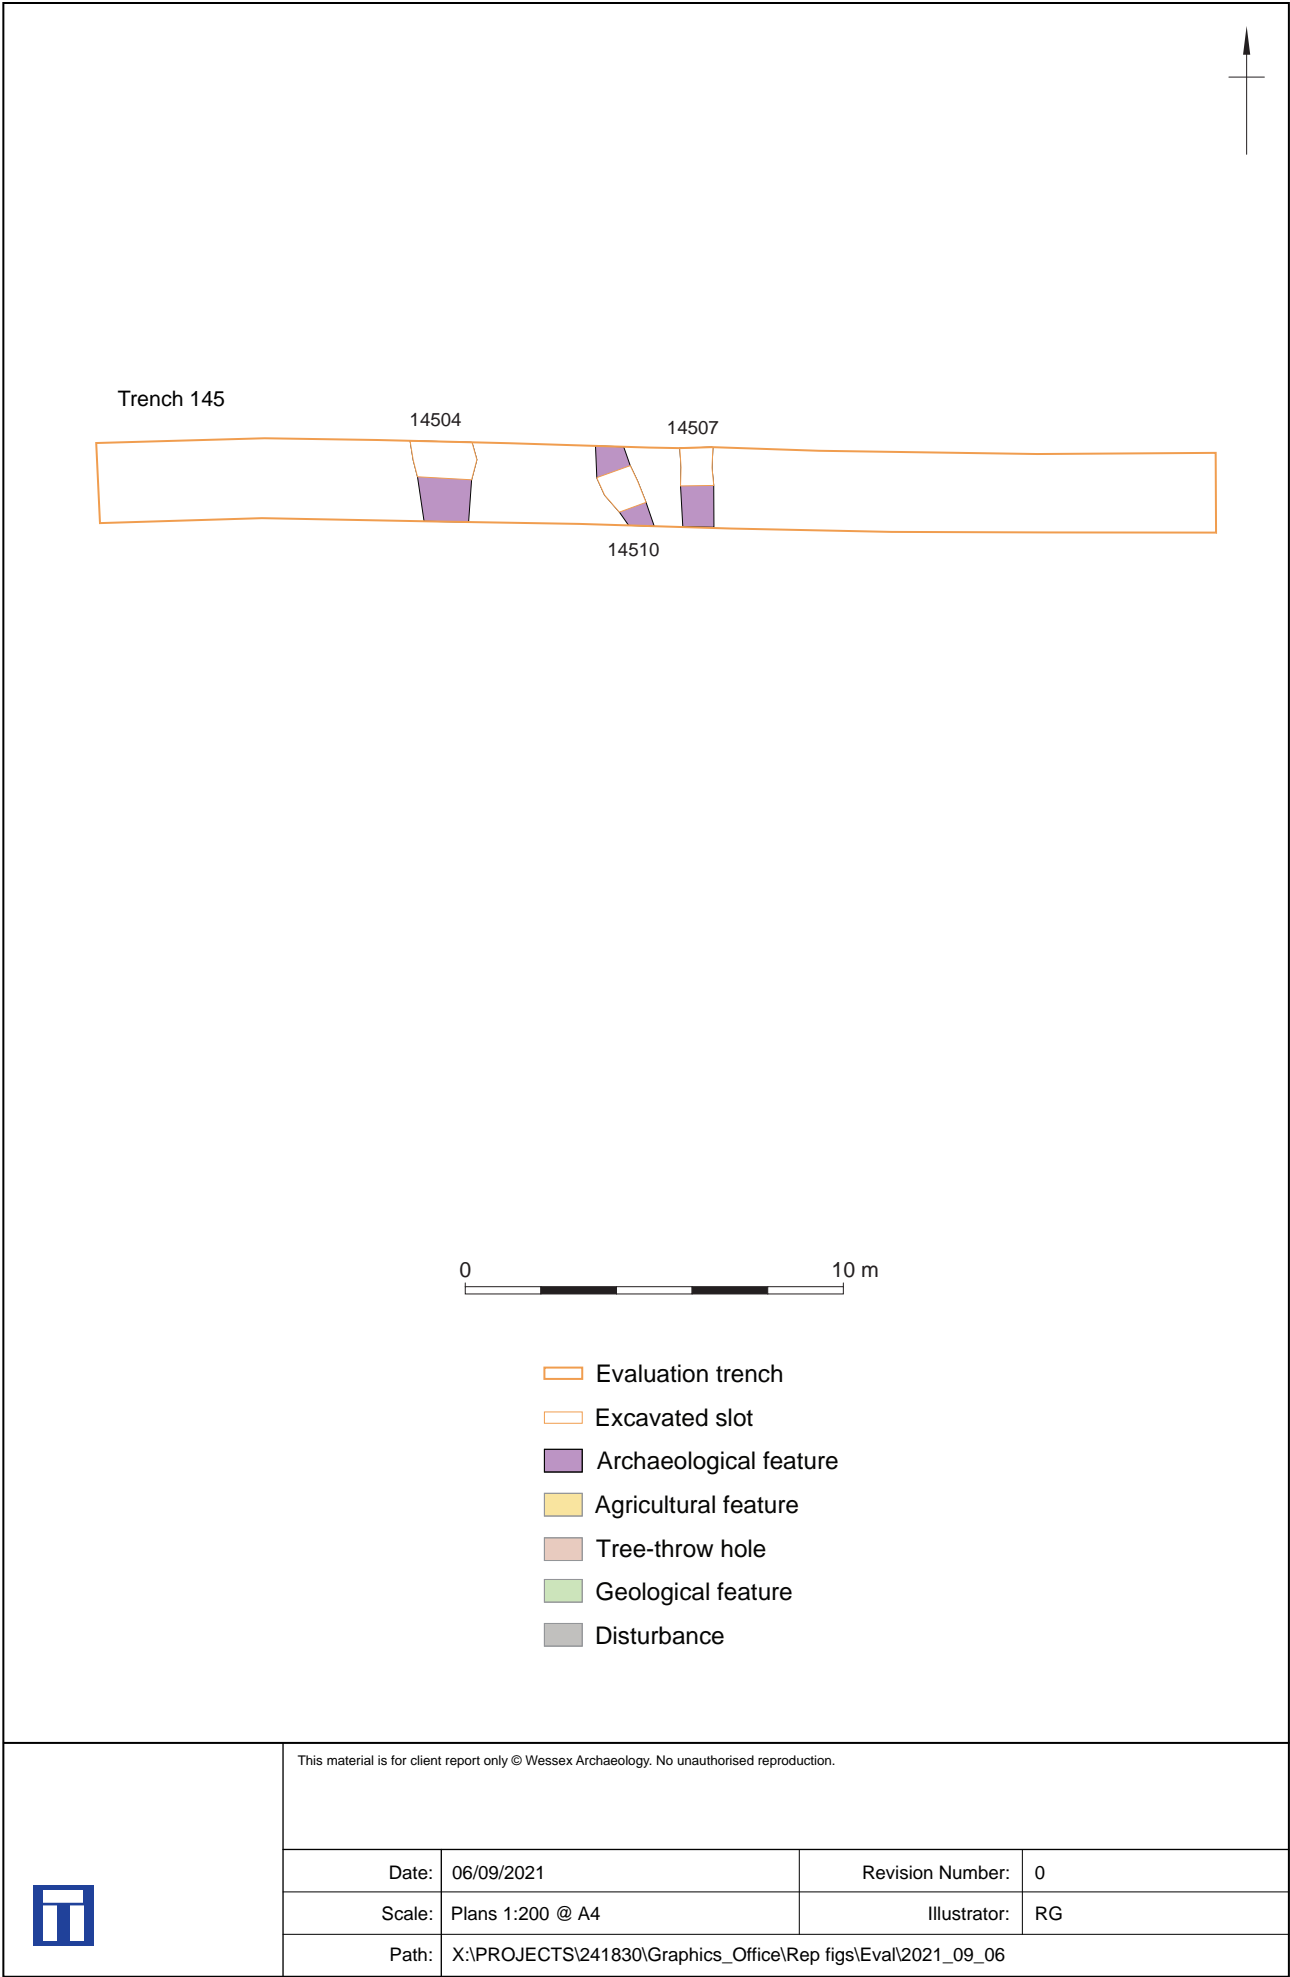 Trench 145
14504
14507
14510
0 10 m
Evaluation trench
Excavated slot
Archaeological feature
Agricultural feature
Tree-throw hole
Geological feature
Disturbance
This material is for client report only © Wessex Archaeology. No unauthorised reproduction.
Date: 06/09/2021 Revision Number: 0
Scale: Plans 1:200 @ A4 Illustrator: RG
Path: X:\PROJECTS\241830\Graphics_Office\Rep figs\Eval\2021_09_06